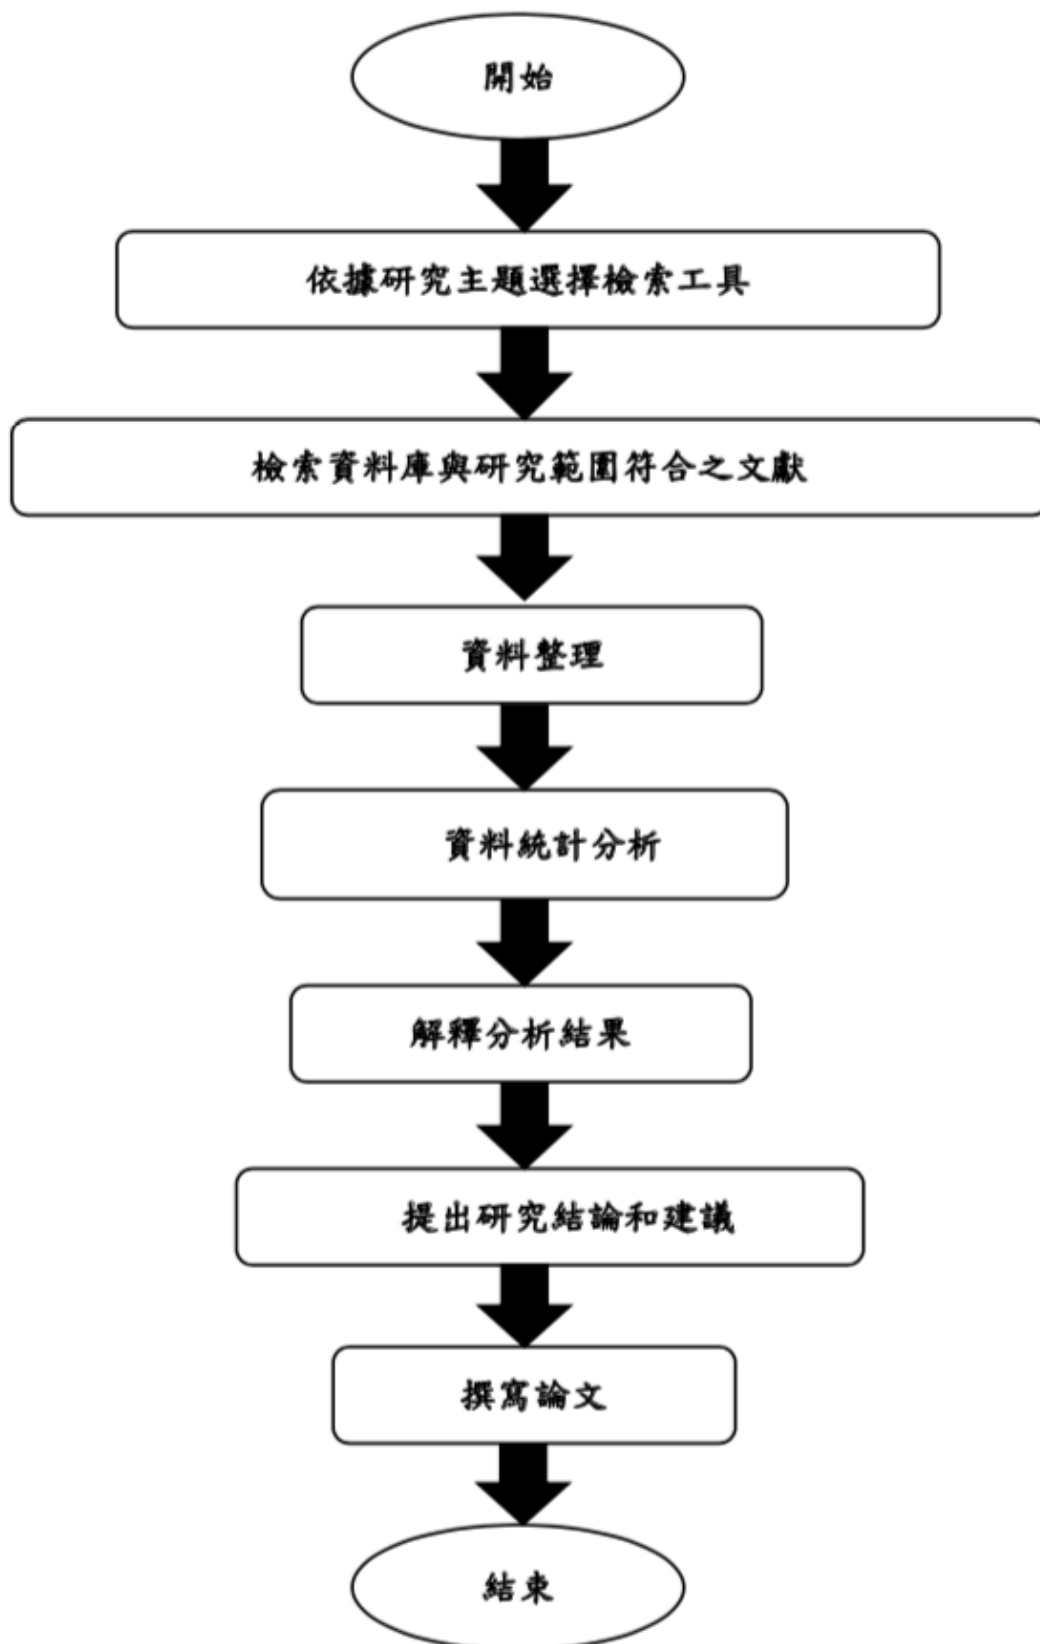 開始
依據研究主題選擇檢索工具
檢索資料庫與研究範圍符合之文獻
資料整理
資料統計分析
解釋分析結果
提出研究結論和建議
撰寫論文
結束